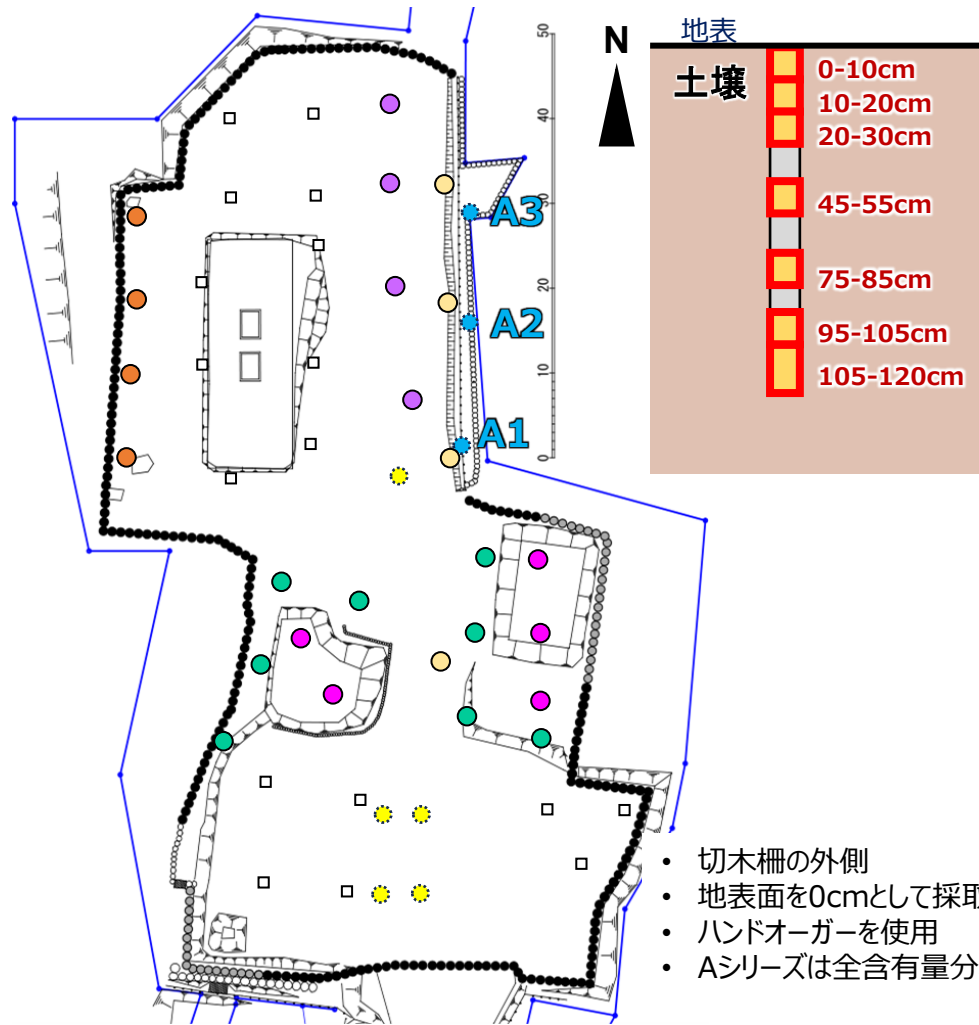 N
地表
土壌
0-10cm
10-20cm
20-30cm
45-55cm
75-85cm
95-105cm
105-120cm
50
40
30
20
10
0
A3
A2
A1
• 切木柵の外側
• 地表面を0cmとして採取
• ハンドオーガーを使用
• Aシリーズは全含有量分